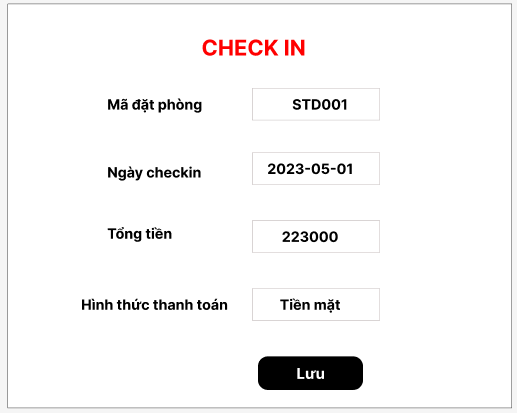 CHECK IN
Mã đặt phòng STD001
Ngày checkin 2023-05-01
Tổng tiền 223000
Hình thức thanh toán Tiền mặt
Lưu